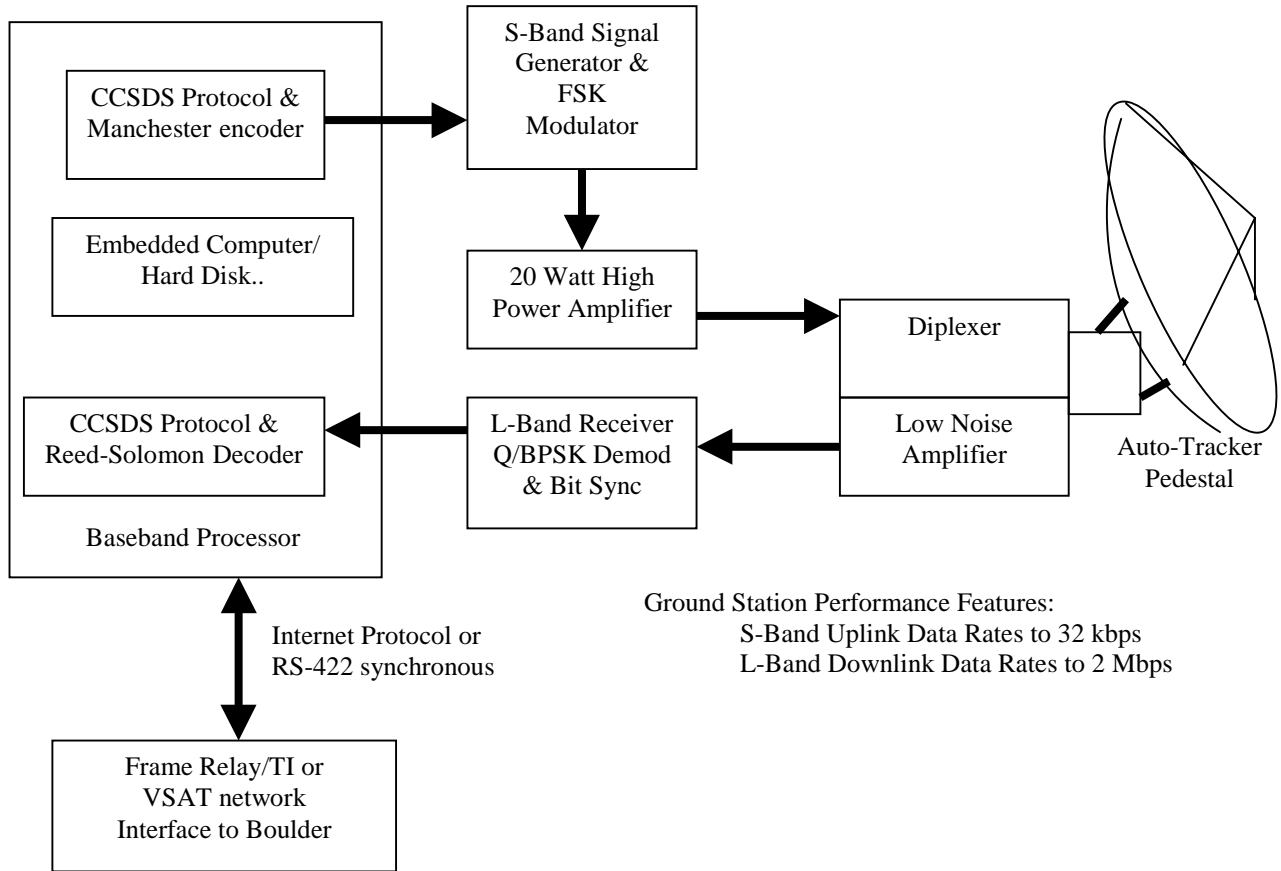 S-Band Signal
Generator &
FSK
Modulator
CCSDS Protocol &
Manchester encoder
Embedded Computer/
Hard Disk..
20 Watt High
Power Amplifier
Diplexer
CCSDS Protocol &
Reed-Solomon Decoder
L-Band Receiver
Q/BPSK Demod
& Bit Sync
Low Noise
Amplifier
Auto-Tracker
Pedestal
Baseband Processor
Internet Protocol or
RS-422 synchronous
Ground Station Performance Features:
S-Band Uplink Data Rates to 32 kbps
L-Band Downlink Data Rates to 2 Mbps
Frame Relay/TI or
VSAT network
Interface to Boulder